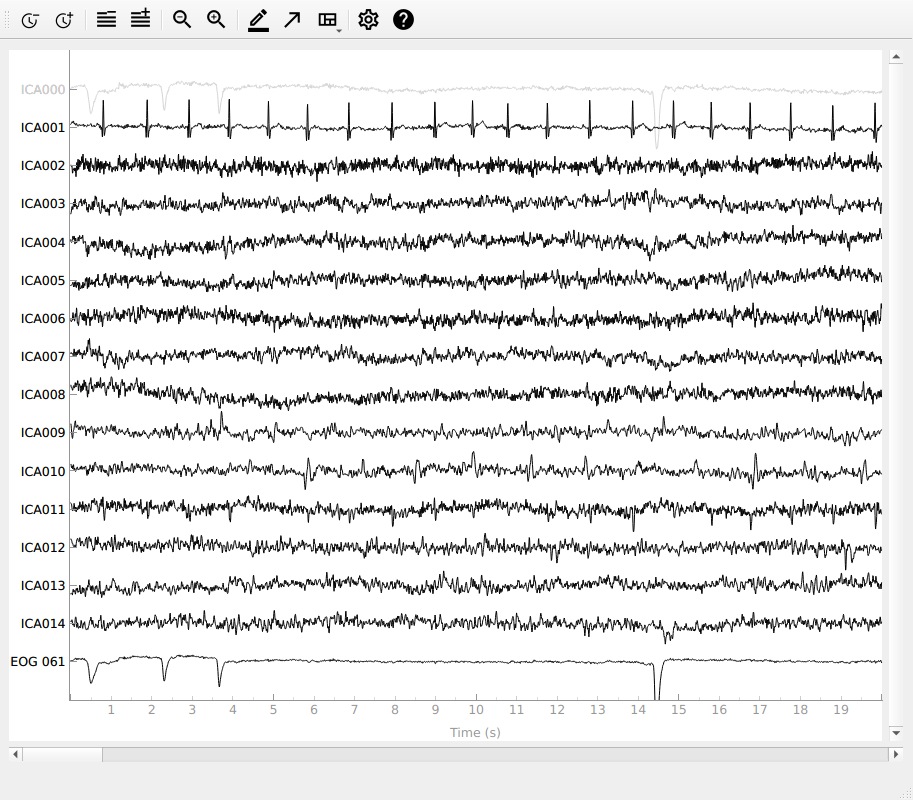 ICA000
ICA001
ICA002
ICA003
ICA004
ICA005
ICA006
ICA007
ICA008
ICA009
ICA010
ICA011
ICA012
ICA013
ICA014
EOG 061
1 2 3 4 5 6 7 8 9 10 11 12 13 14 15 16 17 18 19
Time (s)